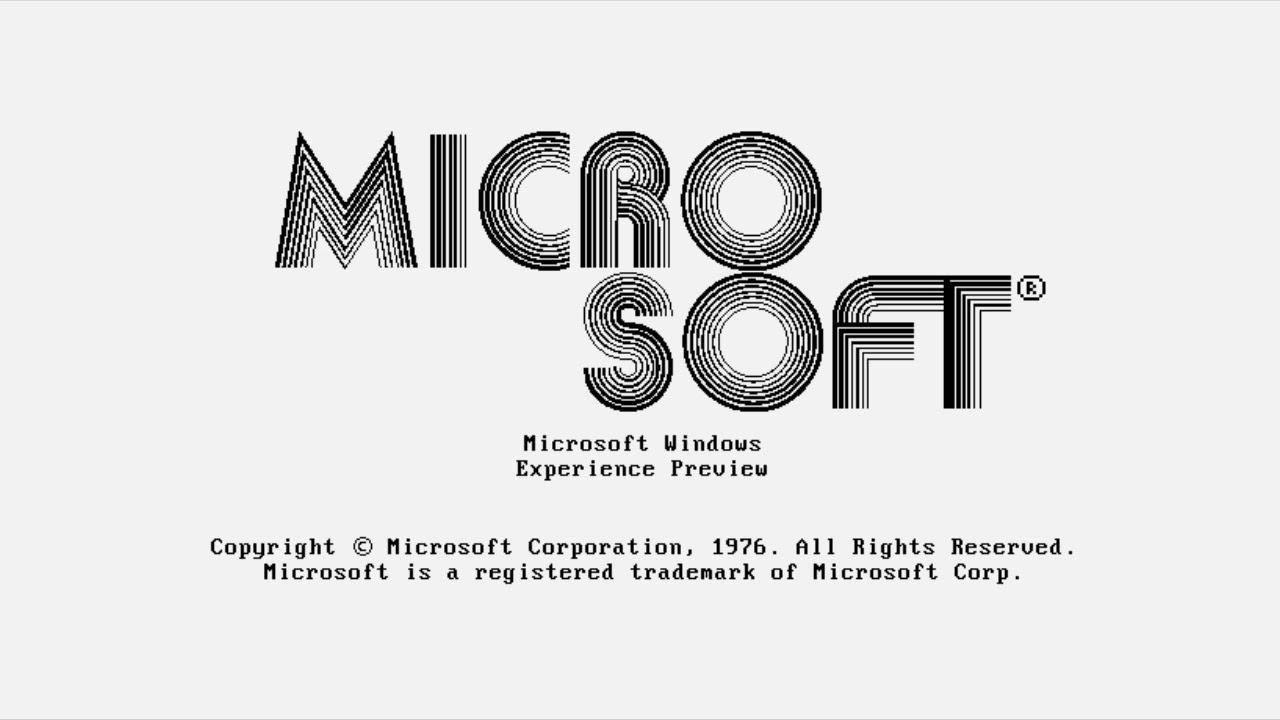 MICRO
SOFT®
Microsoft Windows
Experience Preview
Copyright © Microsoft Corporation, 1976. All Rights Reserved.
Microsoft is a registered trademark of Microsoft Corp.